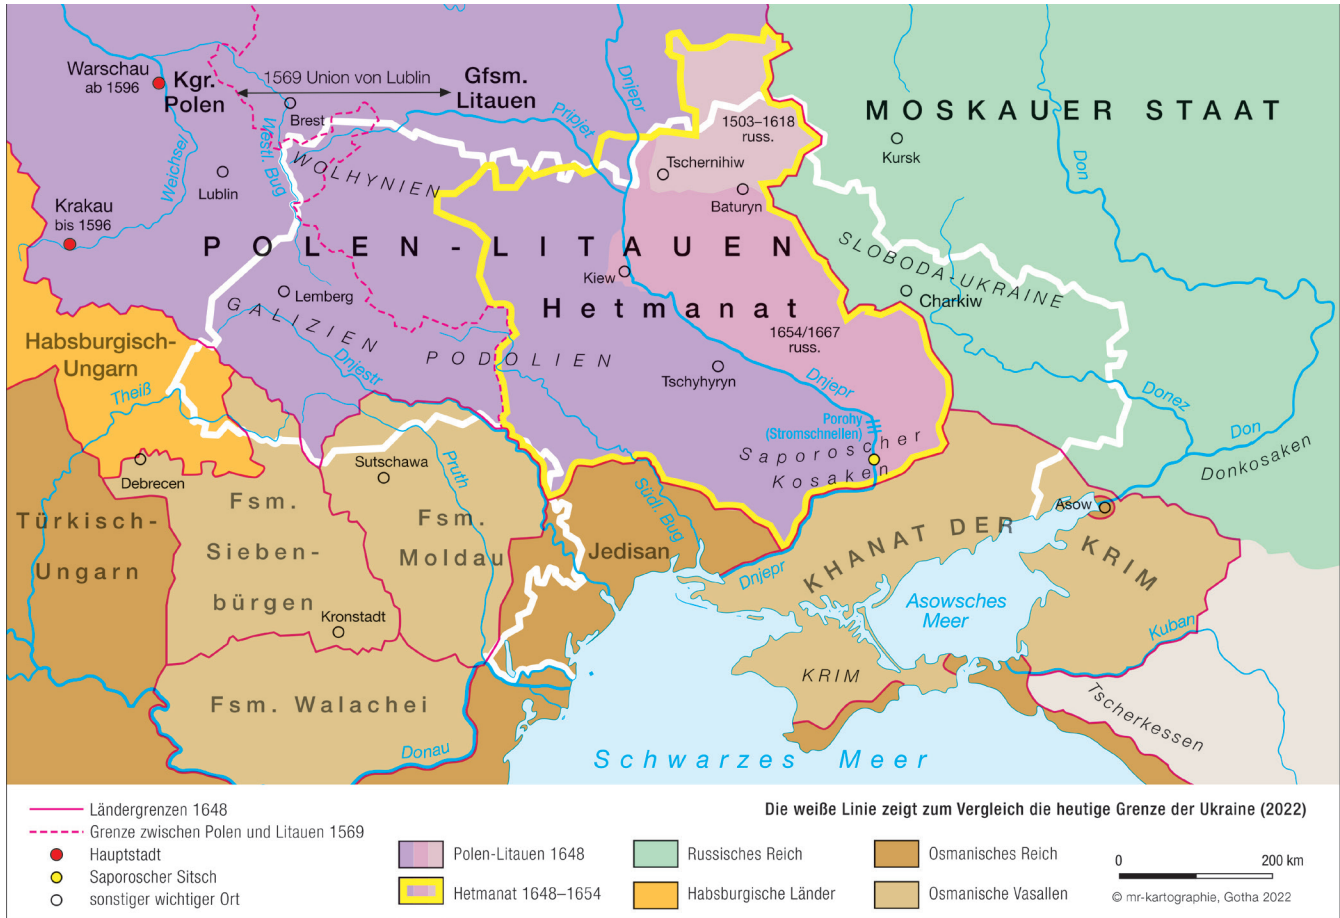 Warschau
ab 1596
Kgr.
Polen
1569 Union von Lublin
Gfsm.
Litauen
Dnjepr
Brest
Pripjet
1503–1618
russ.
MOSKAUER STAAT
Kursk
Don
Weichsel
Westl. Bug
WOLHYNIEN
Tschernihiw
Lublin
Baturyn
Krakau
bis 1596
POLEN-LITAUEN
SLOBODA-UKRAINE
Kiew
Lemberg
Hetmanat
Charkiw
GALIZIEN
1654/1667
russ.
Habsburgisch-
Ungarn
Dnjestr
PODOLIEN
Tschyhyryn
Dnjepr
Theiß
Donez
Porohy
(Stromschnellen)
Don
Saporoscher
Kosaken
Donkosaken
Sutschawa
Pruth
Debrecen
Südl. Bug
Asow
Türkisch-
Ungarn
Fsm.
Sieben-
bürgen
Fsm.
Moldau
Jedisan
KHANAT DER
KRIM
Dnjepr
Asowsches
Meer
Kronstadt
Kuban
KRIM
Fsm. Walachei
Tscherkessen
Donau
Schwarzes Meer
Ländergrenzen 1648
Die weiße Linie zeigt zum Vergleich die heutige Grenze der Ukraine (2022)
Grenze zwischen Polen und Litauen 1569
Hauptstadt
Saporoscher Sitsch
sonstiger wichtiger Ort
Polen-Litauen 1648
Hetmanat 1648–1654
Russisches Reich
Habsburgische Länder
Osmanisches Reich
Osmanische Vasallen
0 200 km
© mr-kartographie, Gotha 2022